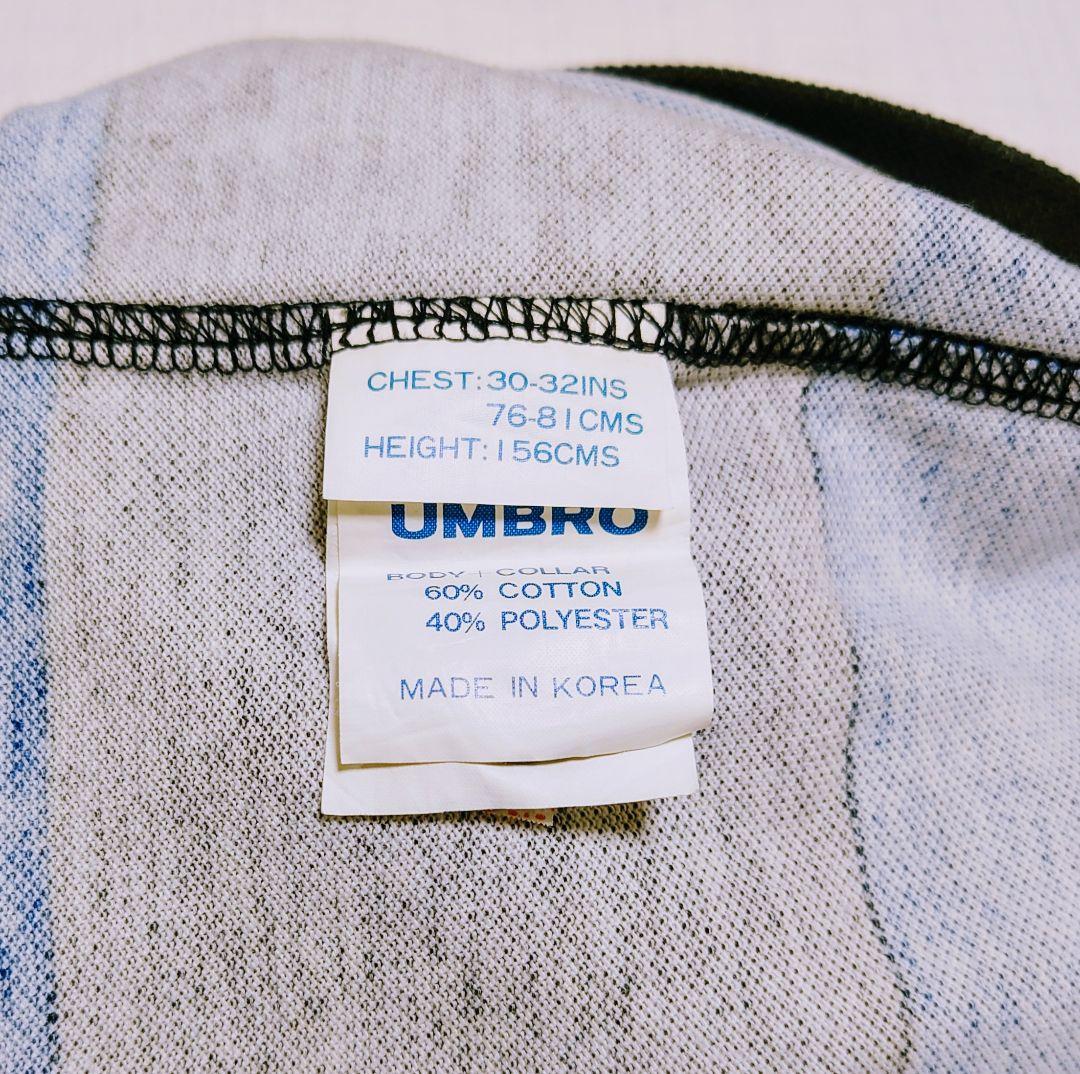 CHEST: 30-32INS
76-81CMS
HEIGHT: 156CMS
UMBRO
BODY + COLLAR
60% COTTON
40% POLYESTER
MADE IN KOREA